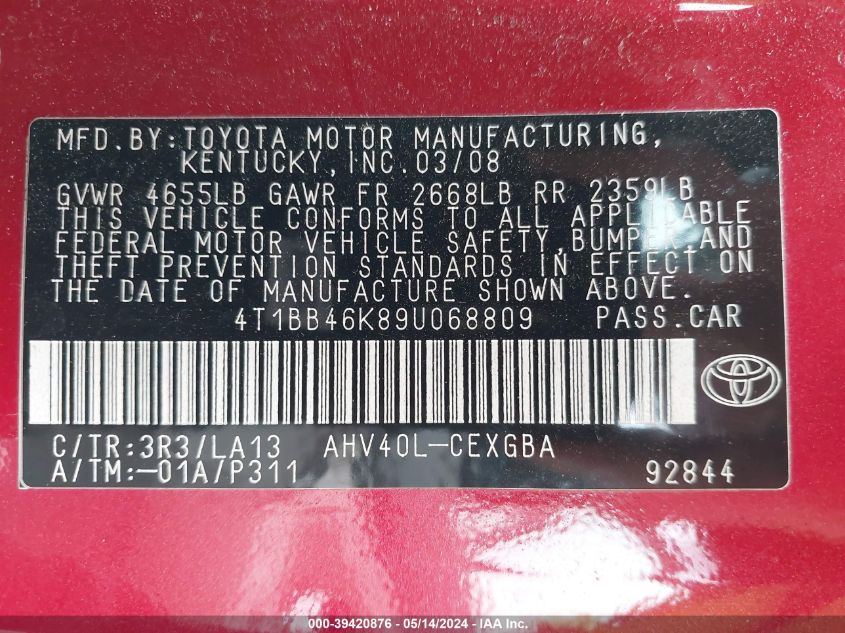 MFD.BY:TOYOTA MOTOR MANUFACTURING,
KENTUCKY,INC.03/08
GVWR 4655LB GAWR FR 2668LB RR 2359LB
THIS VEHICLE CONFORMS TO ALL APPLICABLE
FEDERAL MOTOR VEHICLE SAFETY,BUMPER,AND
THEFT PREVENTION STANDARDS IN EFFECT ON
THE DATE OF MANUFACTURE SHOWN ABOVE.
4T1BB46K89U068809 PASS.CAR
C/TR:3R3/LA13 AHV40L-CEXGBA
A/TM:-01A/P311 92844
000-39420876 - 05/14/2024 - IAA Inc.